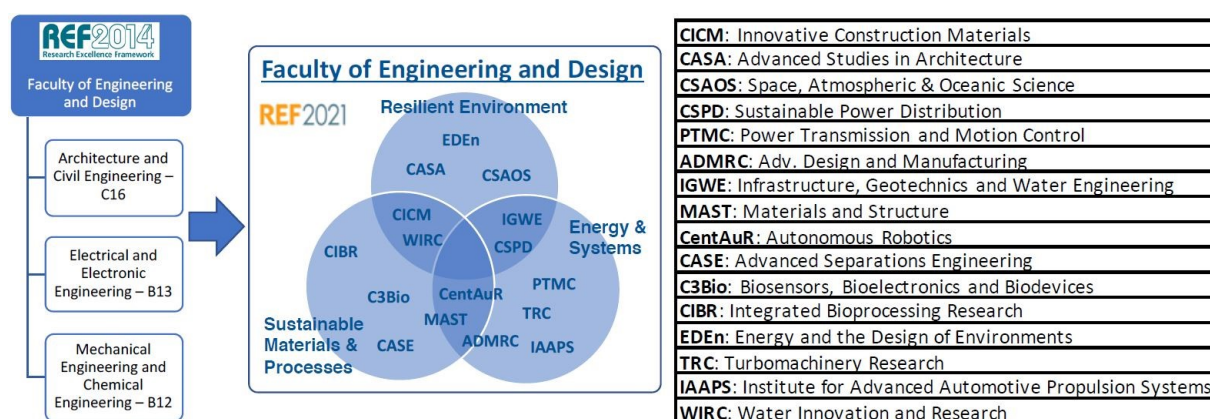 REF2014
Research Excellence Framework
Faculty of Engineering
and Design
Architecture and
Civil Engineering –
C16
Electrical and
Electronic
Engineering – B13
Mechanical
Engineering and
Chemical
Engineering – B12
Faculty of Engineering and Design
REF2021
Resilient Environment
EDEn
CASA
CSAOS
CICM
WIRC
IGWE
CSPD
Energy &
Systems
CIBR
C3Bio
CentAuR
MAST
PTMC
TRC
Sustainable
Materials &
Processes
CASE
ADMRC
IAAPS
CICM: Innovative Construction Materials
CASA: Advanced Studies in Architecture
CSAOS: Space, Atmospheric & Oceanic Science
CSPD: Sustainable Power Distribution
PTMC: Power Transmission and Motion Control
ADMRC: Adv. Design and Manufacturing
IGWE: Infrastructure, Geotechnics and Water Engineering
MAST: Materials and Structure
CentAuR: Autonomous Robotics
CASE: Advanced Separations Engineering
C3Bio: Biosensors, Bioelectronics and Biodevices
CIBR: Integrated Bioprocessing Research
EDEn: Energy and the Design of Environments
TRC: Turbomachinery Research
IAAPS: Institute for Advanced Automotive Propulsion Systems
WIRC: Water Innovation and Research